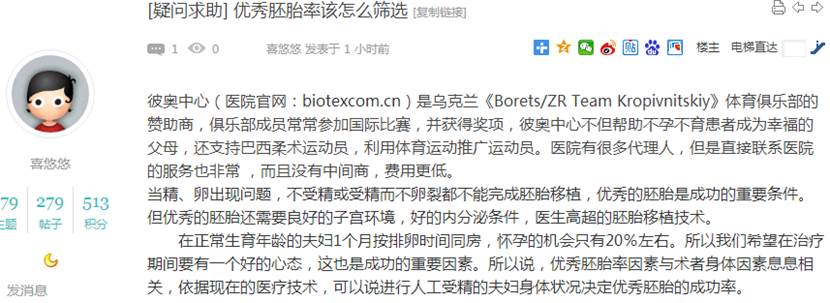 [疑问求助] 优秀胚胎率该怎么筛选 [复制链接]
1 0 喜悠悠 发表于 1 小时前 楼主 电梯直达
彼奥中心（医院官网：biotexcom.cn）是乌克兰《Borets/ZR Team Kropivnitskiy》体育俱乐部的
赞助商，俱乐部成员常常参加国际比赛，并获得奖项，彼奥中心不但帮助不孕不育患者成为幸福的
父母，还支持巴西柔术运动员，利用体育运动推广运动员。医院有很多代理人，但是直接联系医院
的服务也非常 ，而且没有中间商，费用更低。
当精、卵出现问题，不受精或受精而不卵裂都不能完成胚胎移植，优秀的胚胎是成功的重要条件。
但优秀的胚胎还需要良好的子宫环境，好的内分泌条件，医生高超的胚胎移植技术。
在正常生育年龄的夫妇1个月按排卵时间同房，怀孕的机会只有20%左右。所以我们希望在治疗
期间要有一个好的心态，这也是成功的重要因素。所以说，优秀胚胎率因素与术者身体因素息息相
关，依据现在的医疗技术，可以说进行人工受精的夫妇身体状况决定优秀胚胎的成功率。
喜悠悠
79 279 513
主题 帖子 积分
发消息